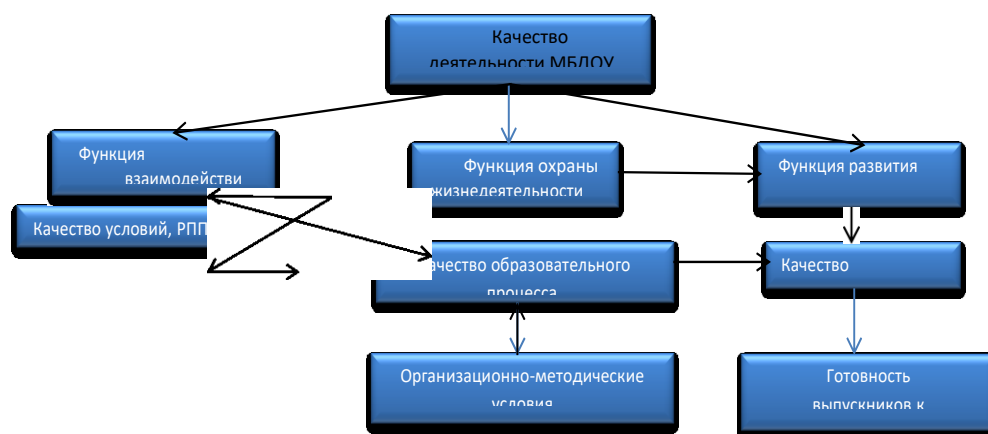 Качество
деятельности МБДОУ
Функция
взаимодействи
Функция охраны
жизнедеятельности
Функция развития
Качество условий, РПП
Качество образовательного
процесса
Качество
Организационно-методические
условия
Готовность
выпускников к